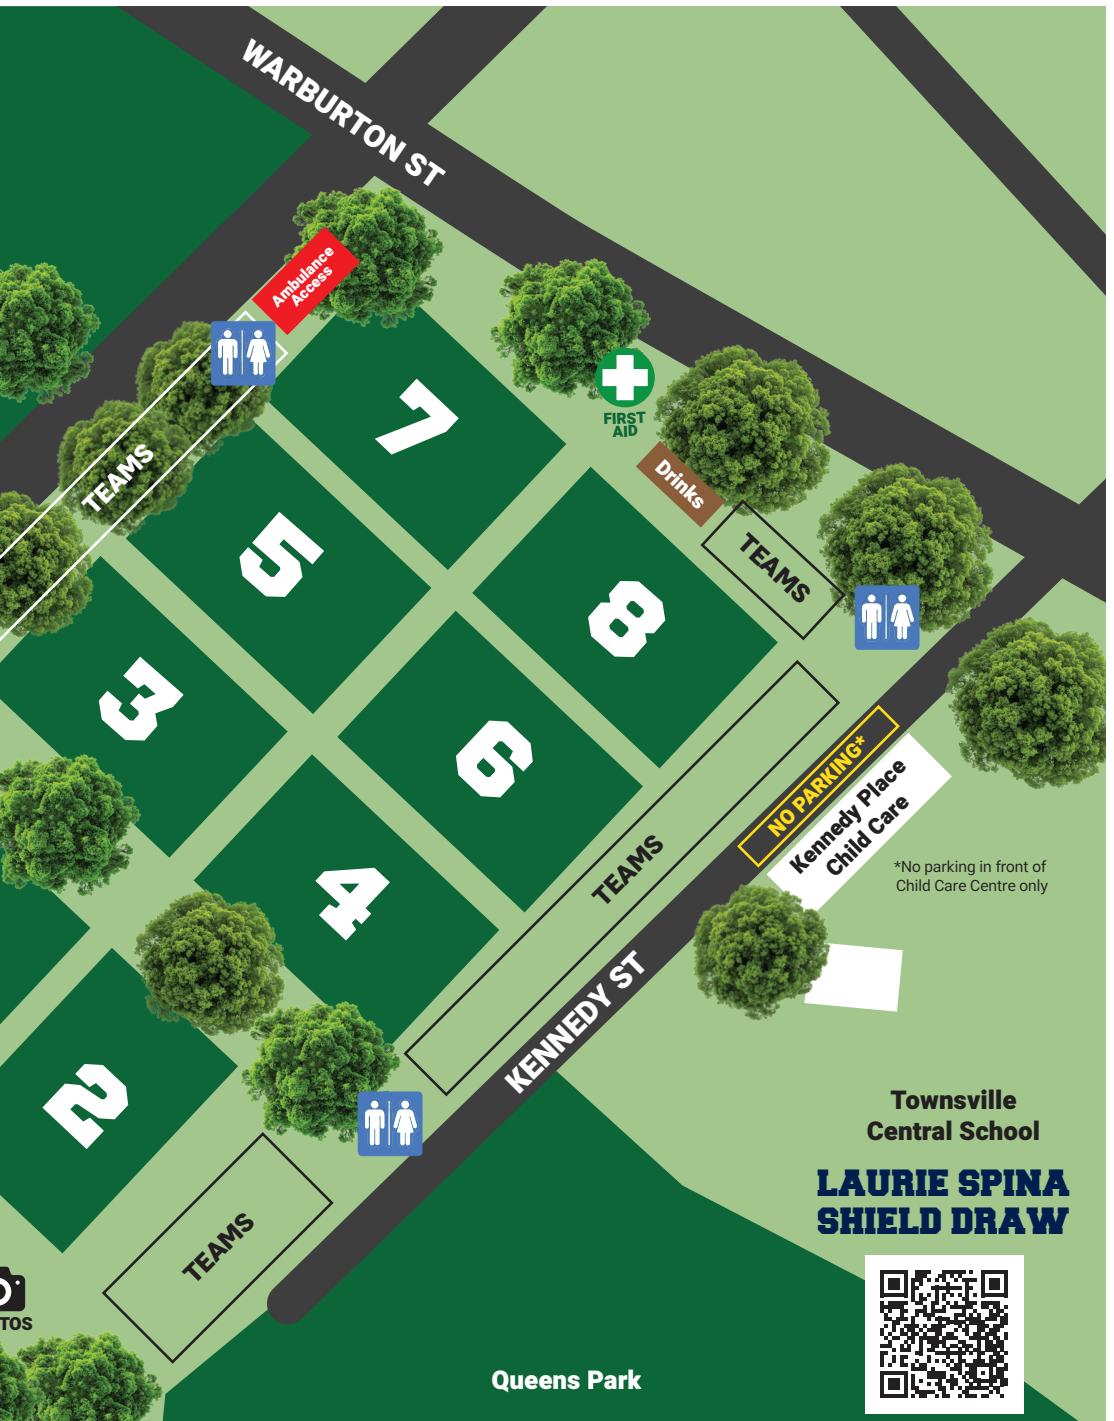 WARBURTON ST
Ambulance
Access
7
FIRST
AID
Drinks
TEAMS
TEAMS
5
8
3
6
NO PARKING*
Kennedy Place
Child Care
*No parking in front of
Child Care Centre only
TEAMS
4
KENNEDY ST
2
TEAMS
Townsville
Central School
LAURIE SPINA
SHIELD DRAW
TOS
Queens Park